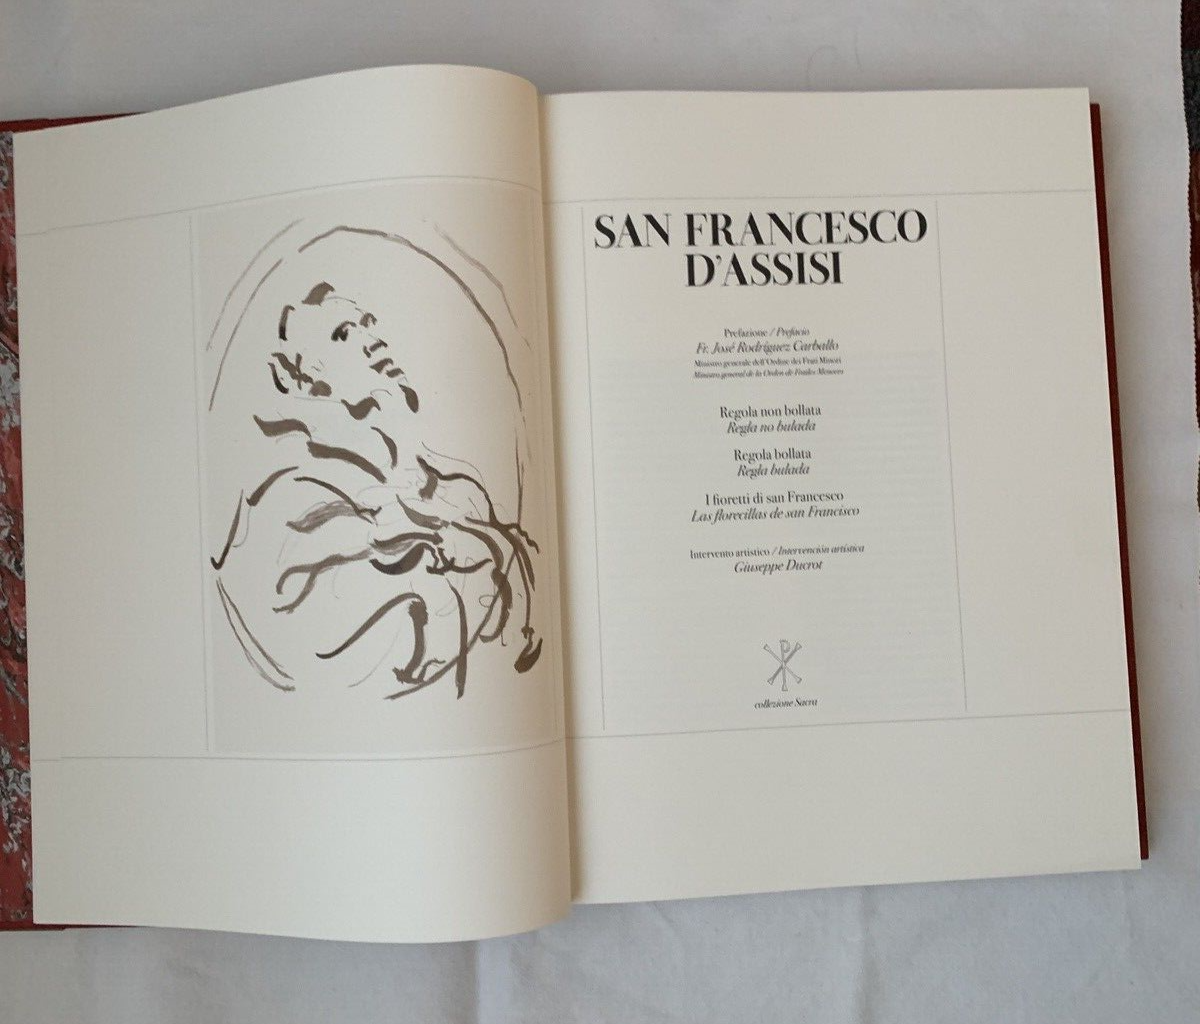 SAN FRANCESCO
D'ASSISI
Prefazione / Prefacio
Fr. José Rodríguez Carballo
Ministro generale dell'Ordine dei Frati Minori
Ministro general de la Orden de Frailes Menores
Regola non bollata
Regla no bulada
Regola bollata
Regla bulada
I fioretti di san Francesco
Las florecillas de san Francisco
Intervento artistico / Intervención artística
Giuseppe Ducrot
collezione Sacra